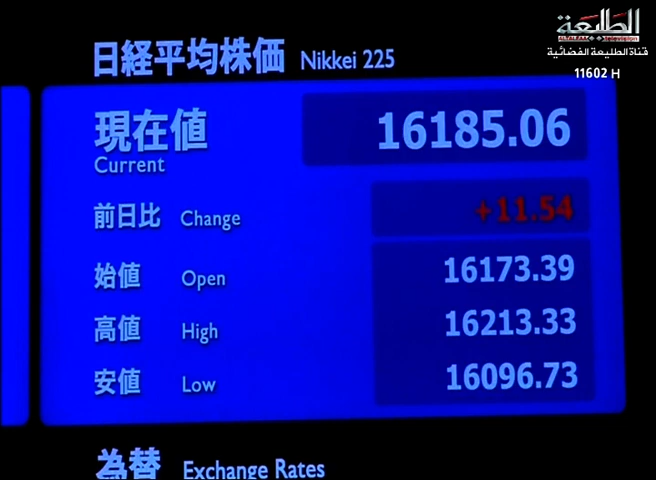 الطليعة
ALTALEAA Television
قناة الطليعة الفضائية
11602 H
日経平均株価 Nikkei 225
現在値 16185.06
Current
前日比 Change +11.54
始値 Open 16173.39
高値 High 16213.33
安値 Low 16096.73
為替 Exchange Rates